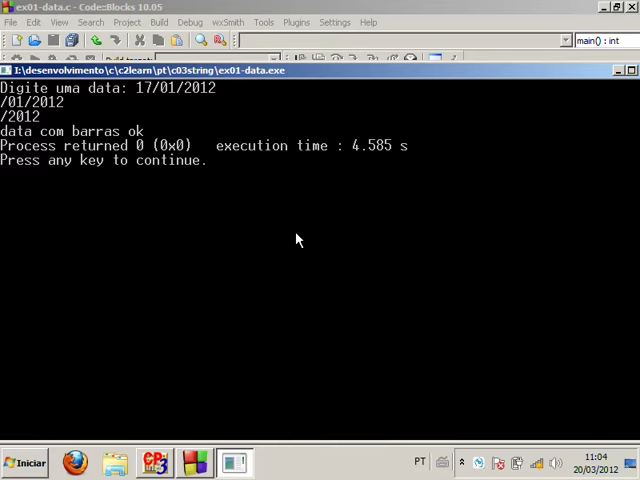 ex01-data.c - Code::Blocks 10.05
File Edit View Search Project Build Debug wxSmith Tools Plugins Settings Help
main() : int
Build target:
I:\desenvolvimento\c\c2learn\pt\c03string\ex01-data.exe
Digite uma data: 17/01/2012
/01/2012
/2012
data com barras ok
Process returned 0 (0x0)   execution time : 4.585 s
Press any key to continue.
Iniciar
PT
11:04
20/03/2012